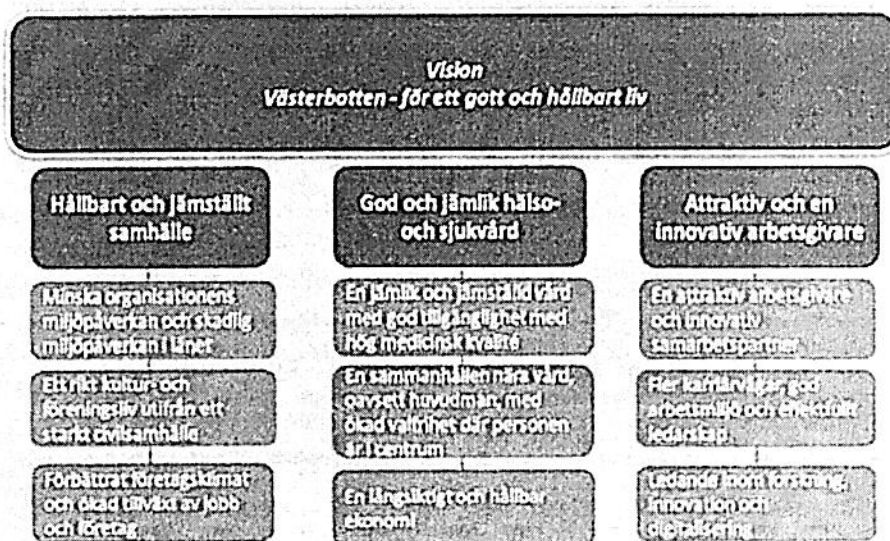 Vision
Västerbotten - för ett gott och hållbart liv
Hållbart och jämställt
samhälle
God och jämlik hälso-
och sjukvård
Attraktiv och en
innovativ arbetsgivare
Minska organisationens
miljöpåverkan och skadlig
miljöpåverkan i länet
En jämlik och jämställd vård
med god tillgänglighet med
hög medicinsk kvalité
En attraktiv arbetsgivare
och innovativ
samarbetspartner
Ett rikt kultur- och
föreningsliv utifrån ett
starkt civilsamhälle
En sammanhållen nära vård,
oavsett huvudman, med
ökad valfrihet där personen
är i centrum
Fler karriärvägar, god
arbetsmiljö och effektfullt
ledarskap
Förbättrat företagsklimat
och ökad tillväxt av jobb
och företag
En långsiktigt och hållbar
ekonomi
Ledande inom forskning,
innovation och
digitalisering